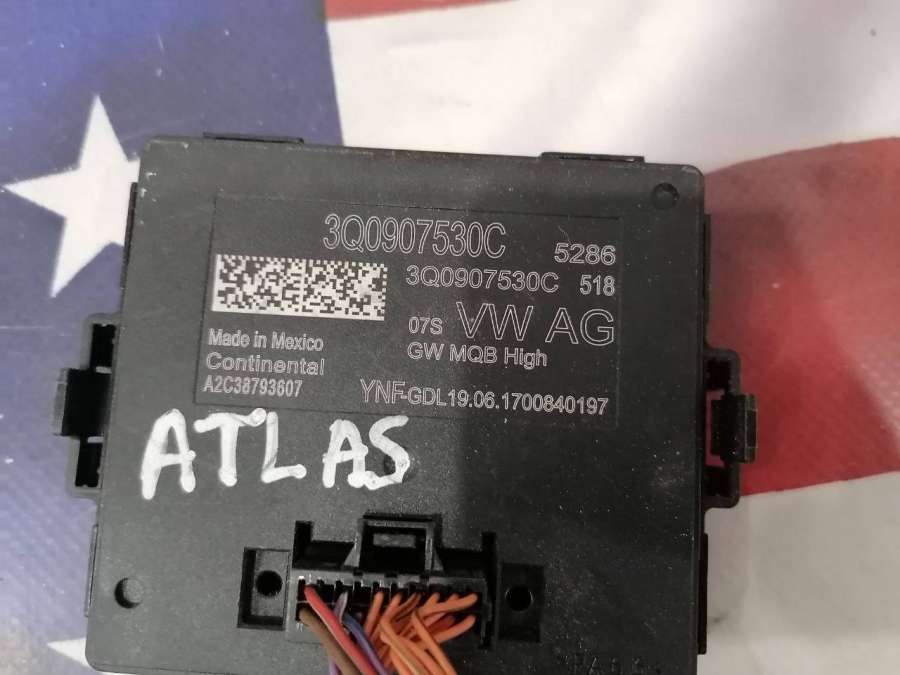 3Q0907530C
5286
3Q0907530C 518
07S VW AG
GW MQB High
Made in Mexico
Continental
A2C38793607
YNF-GDL19.06.1700840197
ATLAS